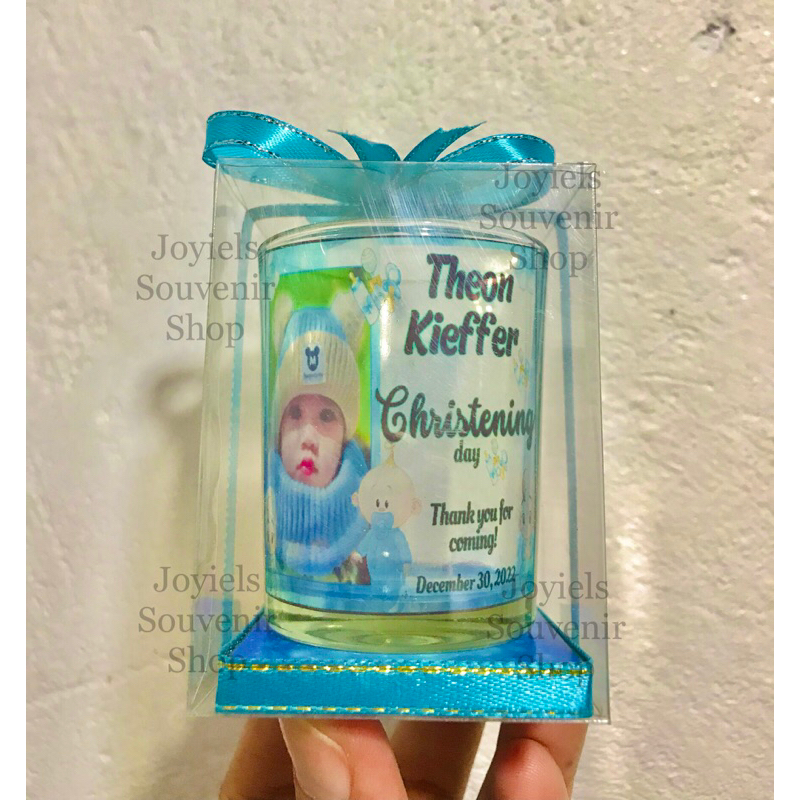 Joyiels
Souvenir
Shop
Joyiels
Souvenir
Shop
Theon
Kieffer
Christening
day
Thank you for
coming!
December 30, 2022
Joyiels
Souvenir
Shop
Joyiels
Souvenir
Shop